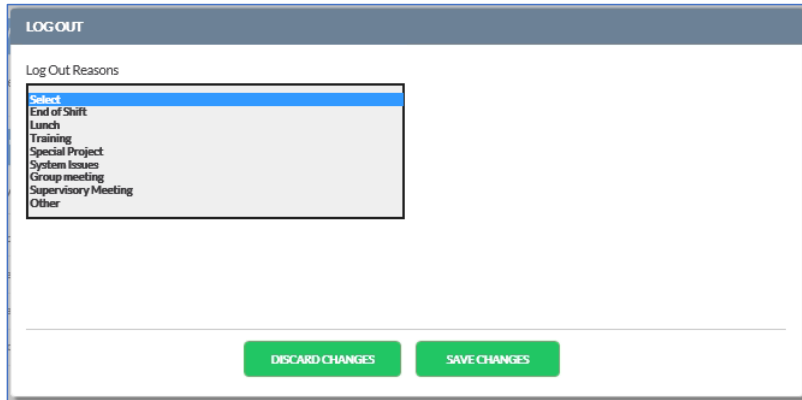 LOG OUT
Log Out Reasons
Select
End of Shift
Lunch
Training
Special Project
System Issues
Group meeting
Supervisory Meeting
Other
DISCARD CHANGES
SAVE CHANGES